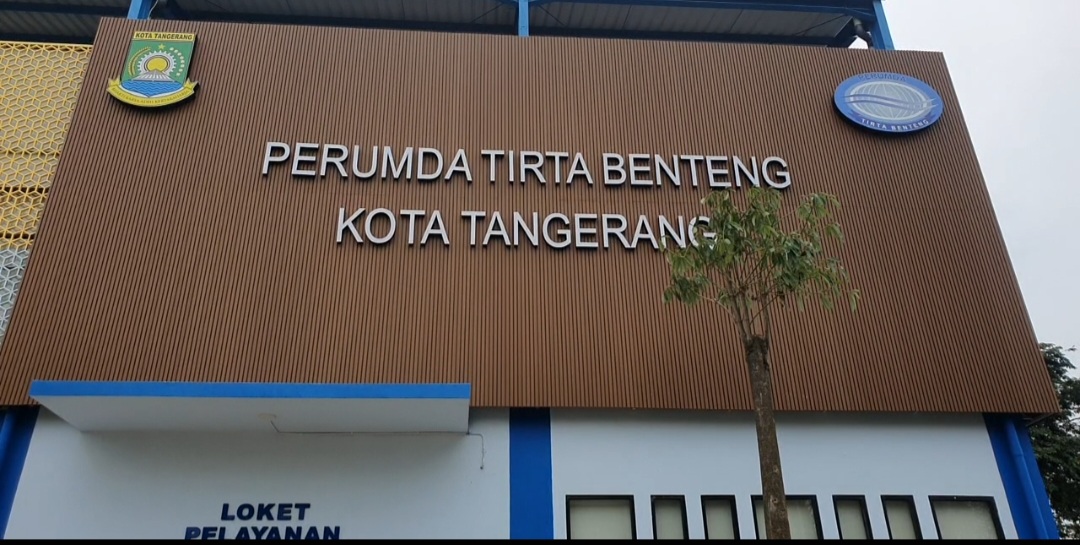 KOTA TANGERANG
PERUMDA
TIRTA BENTENG
PERUMDA TIRTA BENTENG
KOTA TANGERANG
LOKET
PELAYANAN